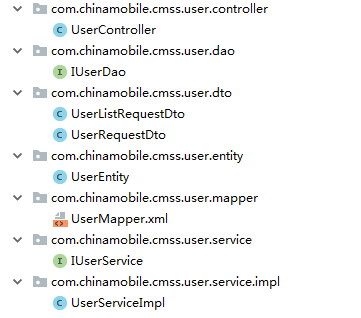 com.chinamobile.cmss.user.controller
UserController
com.chinamobile.cmss.user.dao
IUserDao
com.chinamobile.cmss.user.dto
UserListRequestDto
UserRequestDto
com.chinamobile.cmss.user.entity
UserEntity
com.chinamobile.cmss.user.mapper
UserMapper.xml
com.chinamobile.cmss.user.service
IUserService
com.chinamobile.cmss.user.service.impl
UserServiceImpl